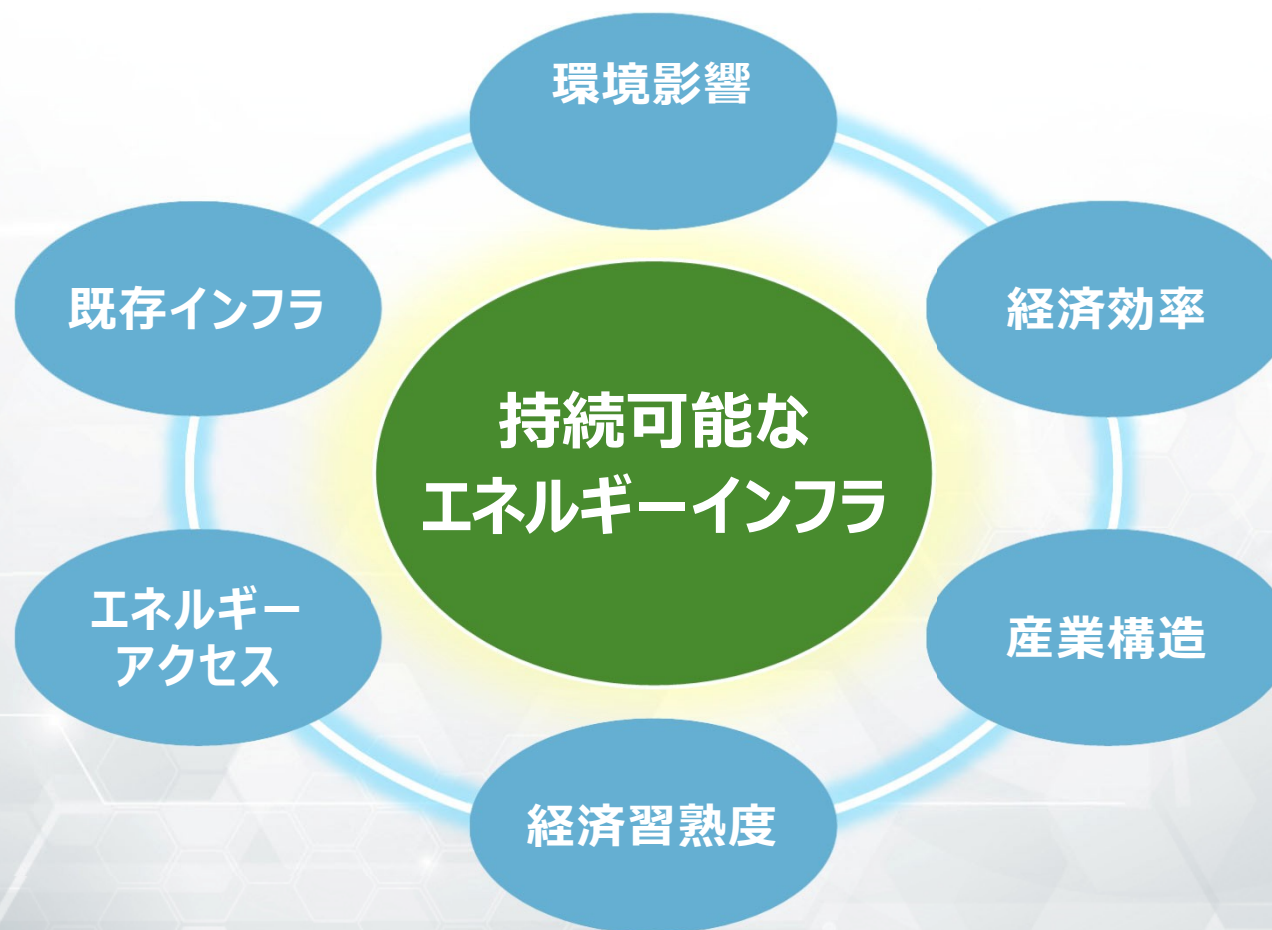 環境影響
既存インフラ
経済効率
持続可能な
エネルギーインフラ
エネルギー
アクセス
産業構造
経済習熟度